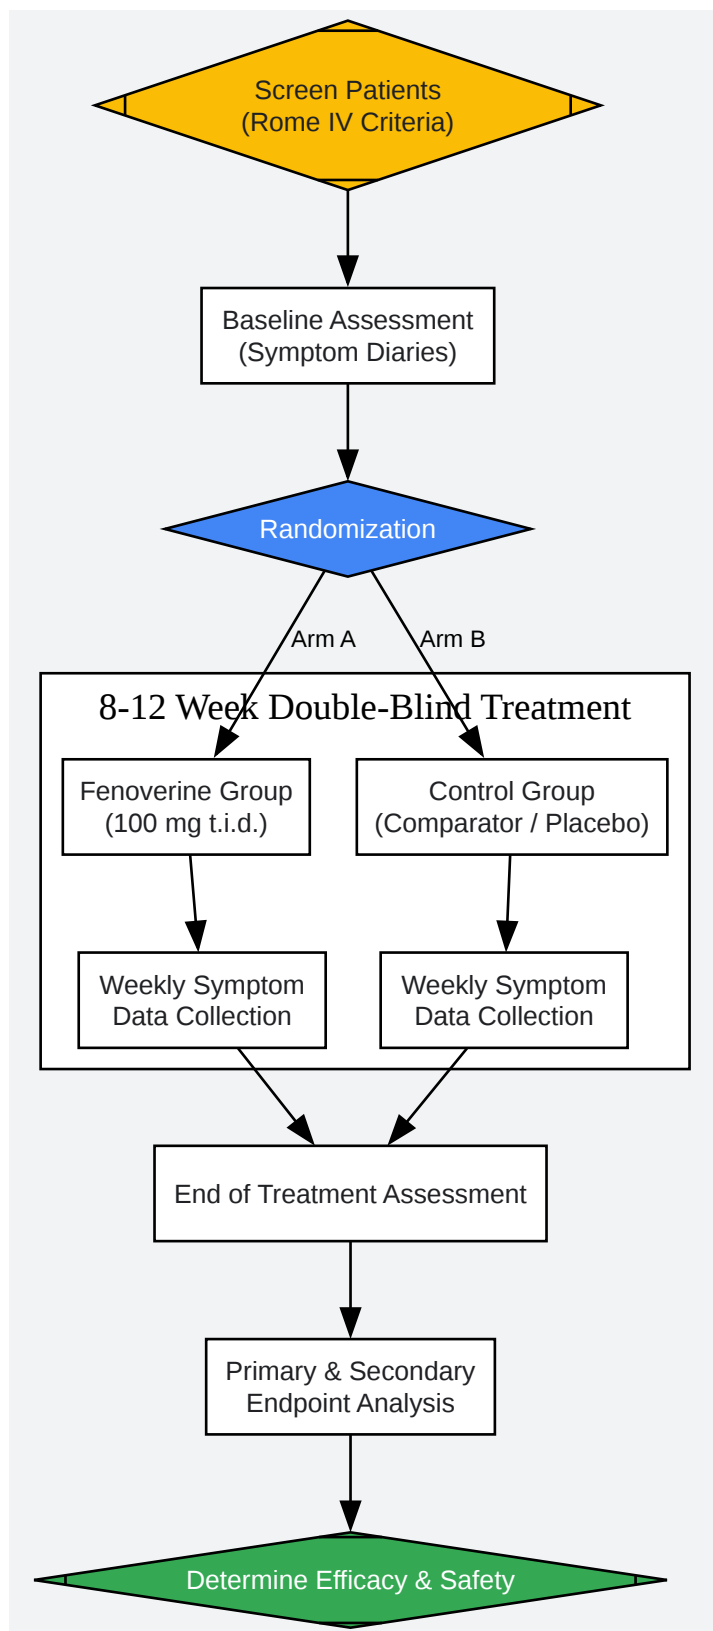 Screen Patients
(Rome IV Criteria)
Baseline Assessment
(Symptom Diaries)
Randomization
Arm A
Arm B
8-12 Week Double-Blind Treatment
Fenoverine Group
(100 mg t.i.d.)
Control Group
(Comparator / Placebo)
Weekly Symptom
Data Collection
Weekly Symptom
Data Collection
End of Treatment Assessment
Primary & Secondary
Endpoint Analysis
Determine Efficacy & Safety